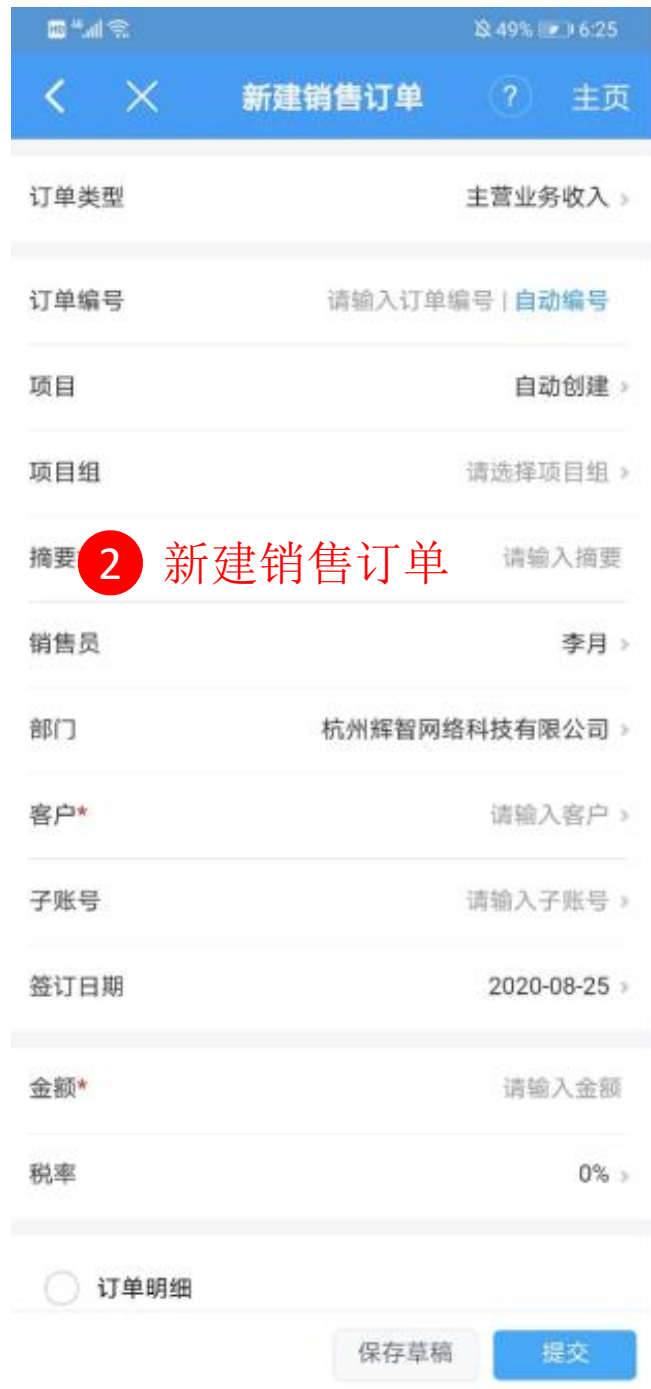 HD 46 49% 6:25
新建销售订单 ? 主页
订单类型 主营业务收入
订单编号 请输入订单编号 | 自动编号
项目 自动创建
项目组 请选择项目组
摘要 2 新建销售订单 请输入摘要
销售员 李月
部门 杭州辉智网络科技有限公司
客户* 请输入客户
子账号 请输入子账号
签订日期 2020-08-25
金额* 请输入金额
税率 0%
订单明细
保存草稿 提交